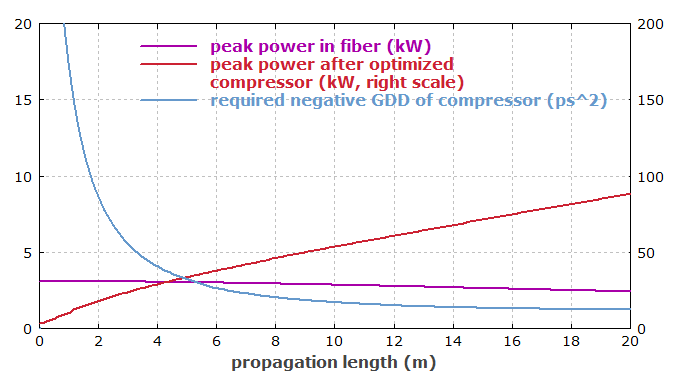 peak power in fiber (kW)
peak power after optimized
compressor (kW, right scale)
required negative GDD of compressor (ps^2)
20
15
10
5
0
200
150
100
50
0
0 2 4 6 8 10 12 14 16 18 20
propagation length (m)